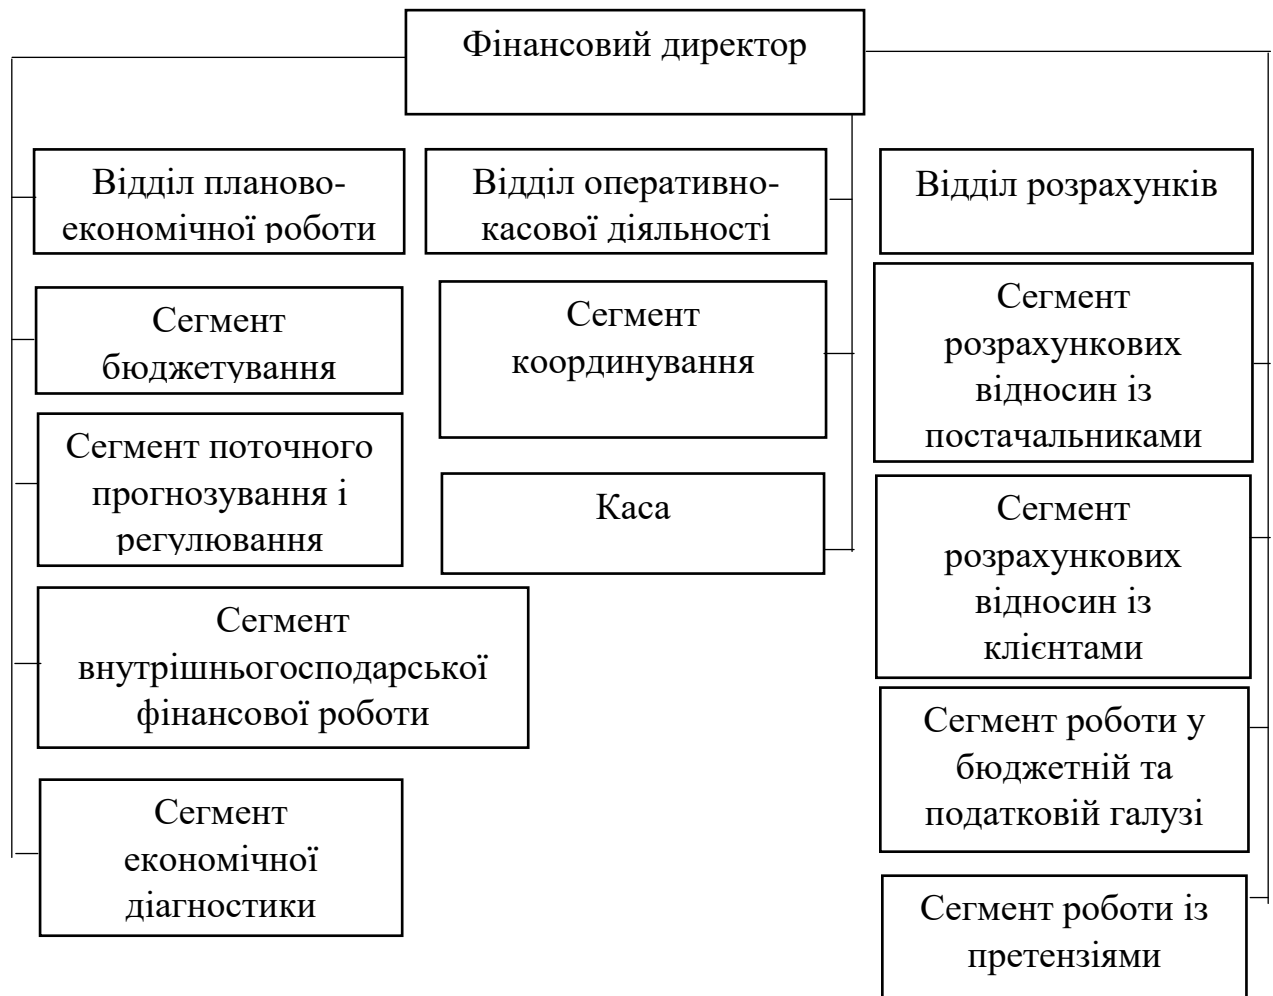 Фінансовий директор
Відділ планово-
економічної роботи
Сегмент
бюджетування
Сегмент поточного
прогнозування і
регулювання
Сегмент
внутрішньогосподарської
фінансової роботи
Сегмент
економічної
діагностики
Відділ оперативно-
касової діяльності
Сегмент
координування
Каса
Відділ розрахунків
Сегмент
розрахункових
відносин із
постачальниками
Сегмент
розрахункових
відносин із
клієнтами
Сегмент роботи у
бюджетній та
податковій галузі
Сегмент роботи із
претензіями